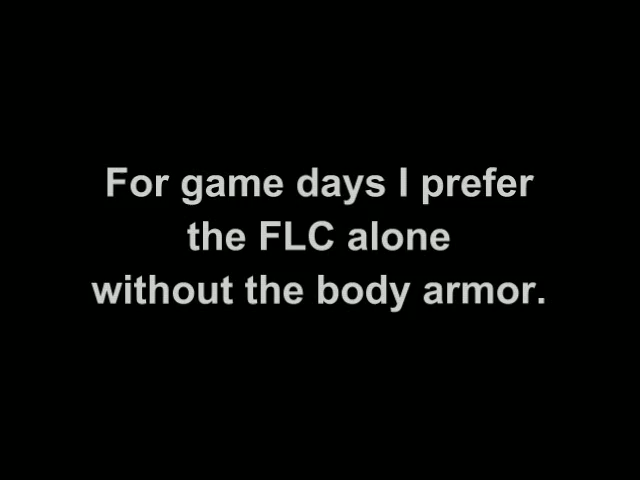 For game days I prefer
the FLC alone
without the body armor.